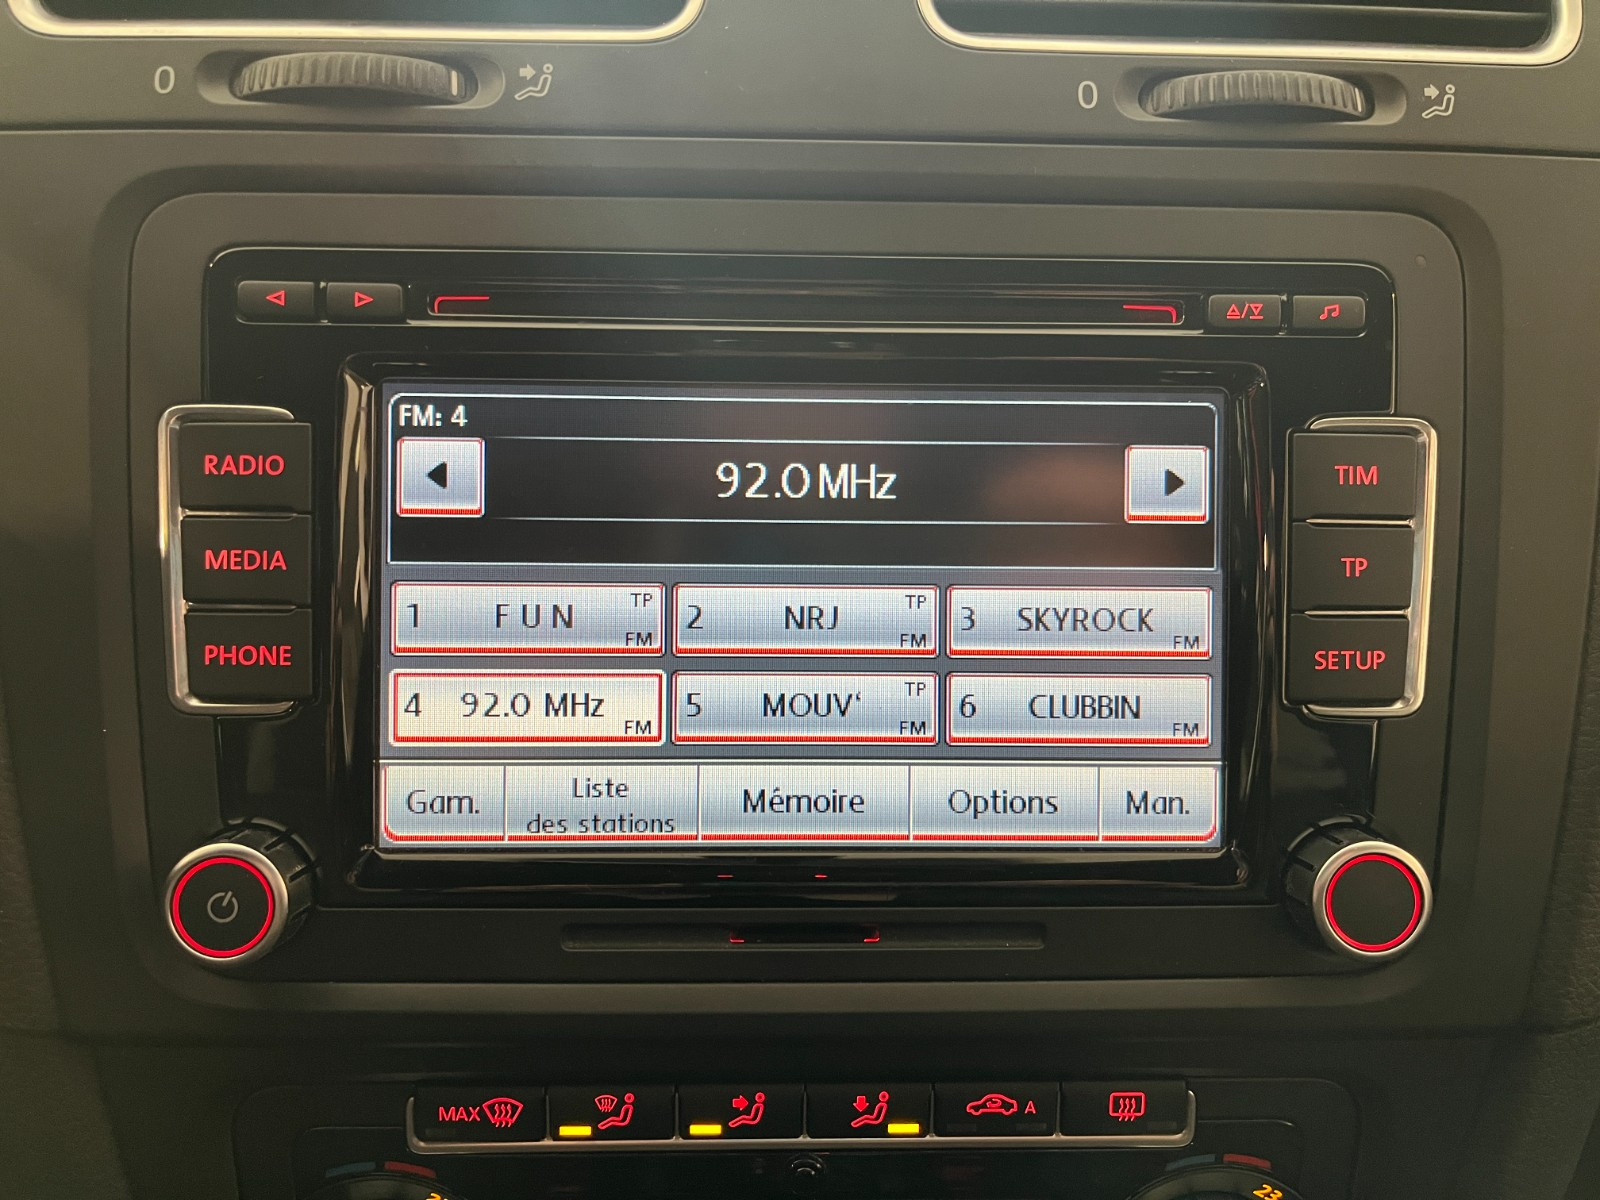 0
0
RADIO
MEDIA
PHONE
FM: 4
92.0 MHz
1 F U N TP FM
2 NRJ TP FM
3 SKYROCK FM
4 92.0 MHz FM
5 MOUV‘ TP FM
6 CLUBBIN FM
Gam.
Liste
des stations
Mémoire
Options
Man.
TIM
TP
SETUP
MAX
A
23